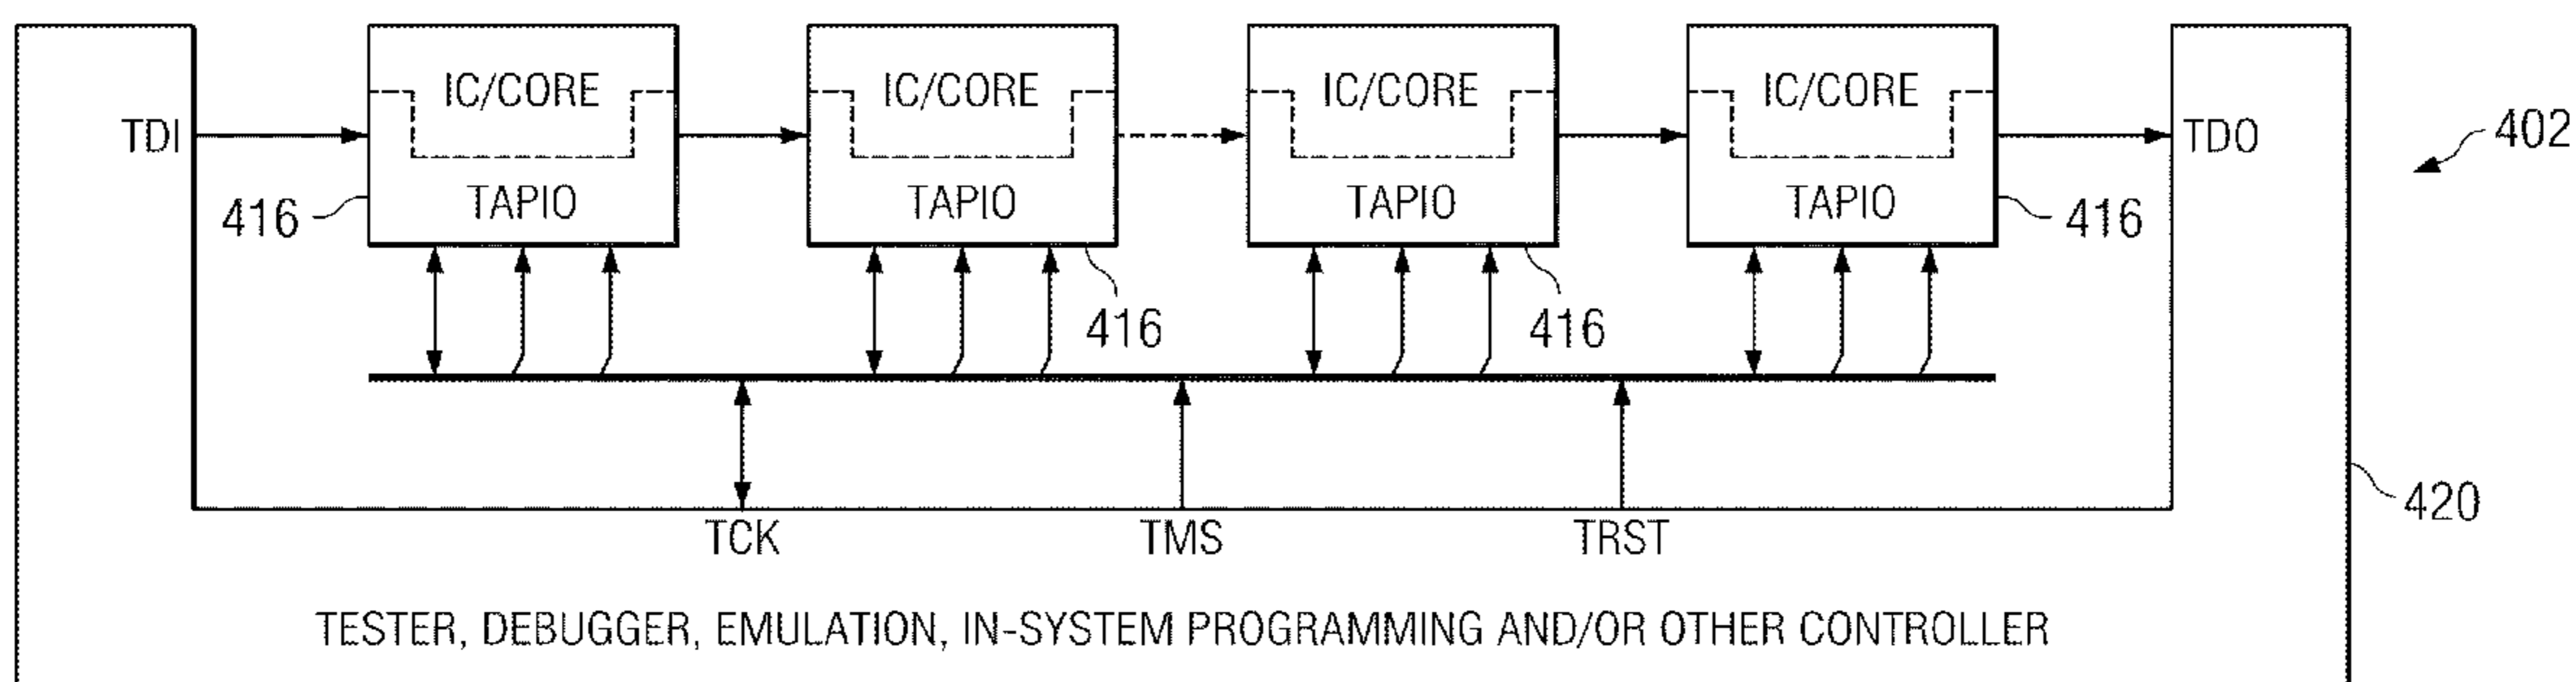 IC/CORE IC/CORE IC/CORE IC/CORE
TDI TDO 402
TAPIO TAPIO TAPIO TAPIO
416 416
416 416
420
TCK TMS TRST
TESTER, DEBUGGER, EMULATION, IN-SYSTEM PROGRAMMING AND/OR OTHER CONTROLLER